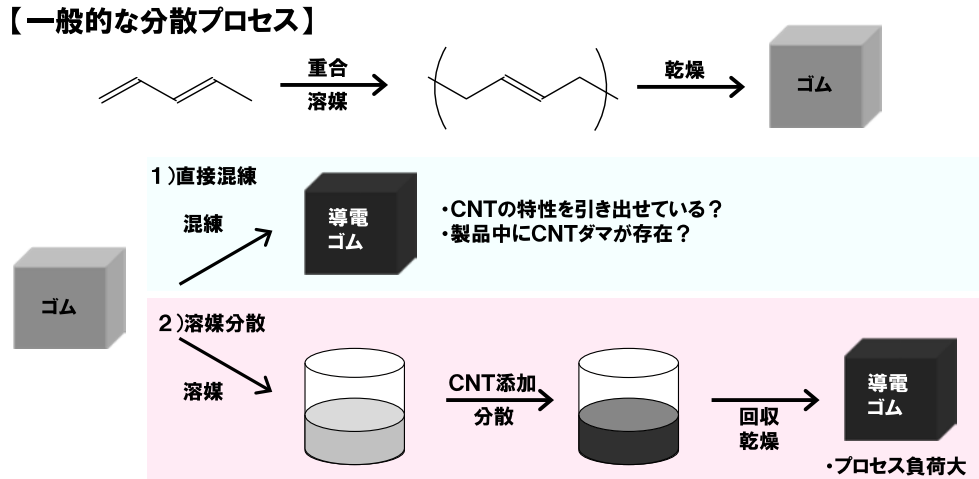 【一般的な分散プロセス】
重合
溶媒
乾燥
ゴム
1)直接混練
混練
導電
ゴム
・CNTの特性を引き出せている？
・製品中にCNTダマが存在？
ゴム
2)溶媒分散
溶媒
CNT添加
分散
回収
乾燥
導電
ゴム
・プロセス負荷大